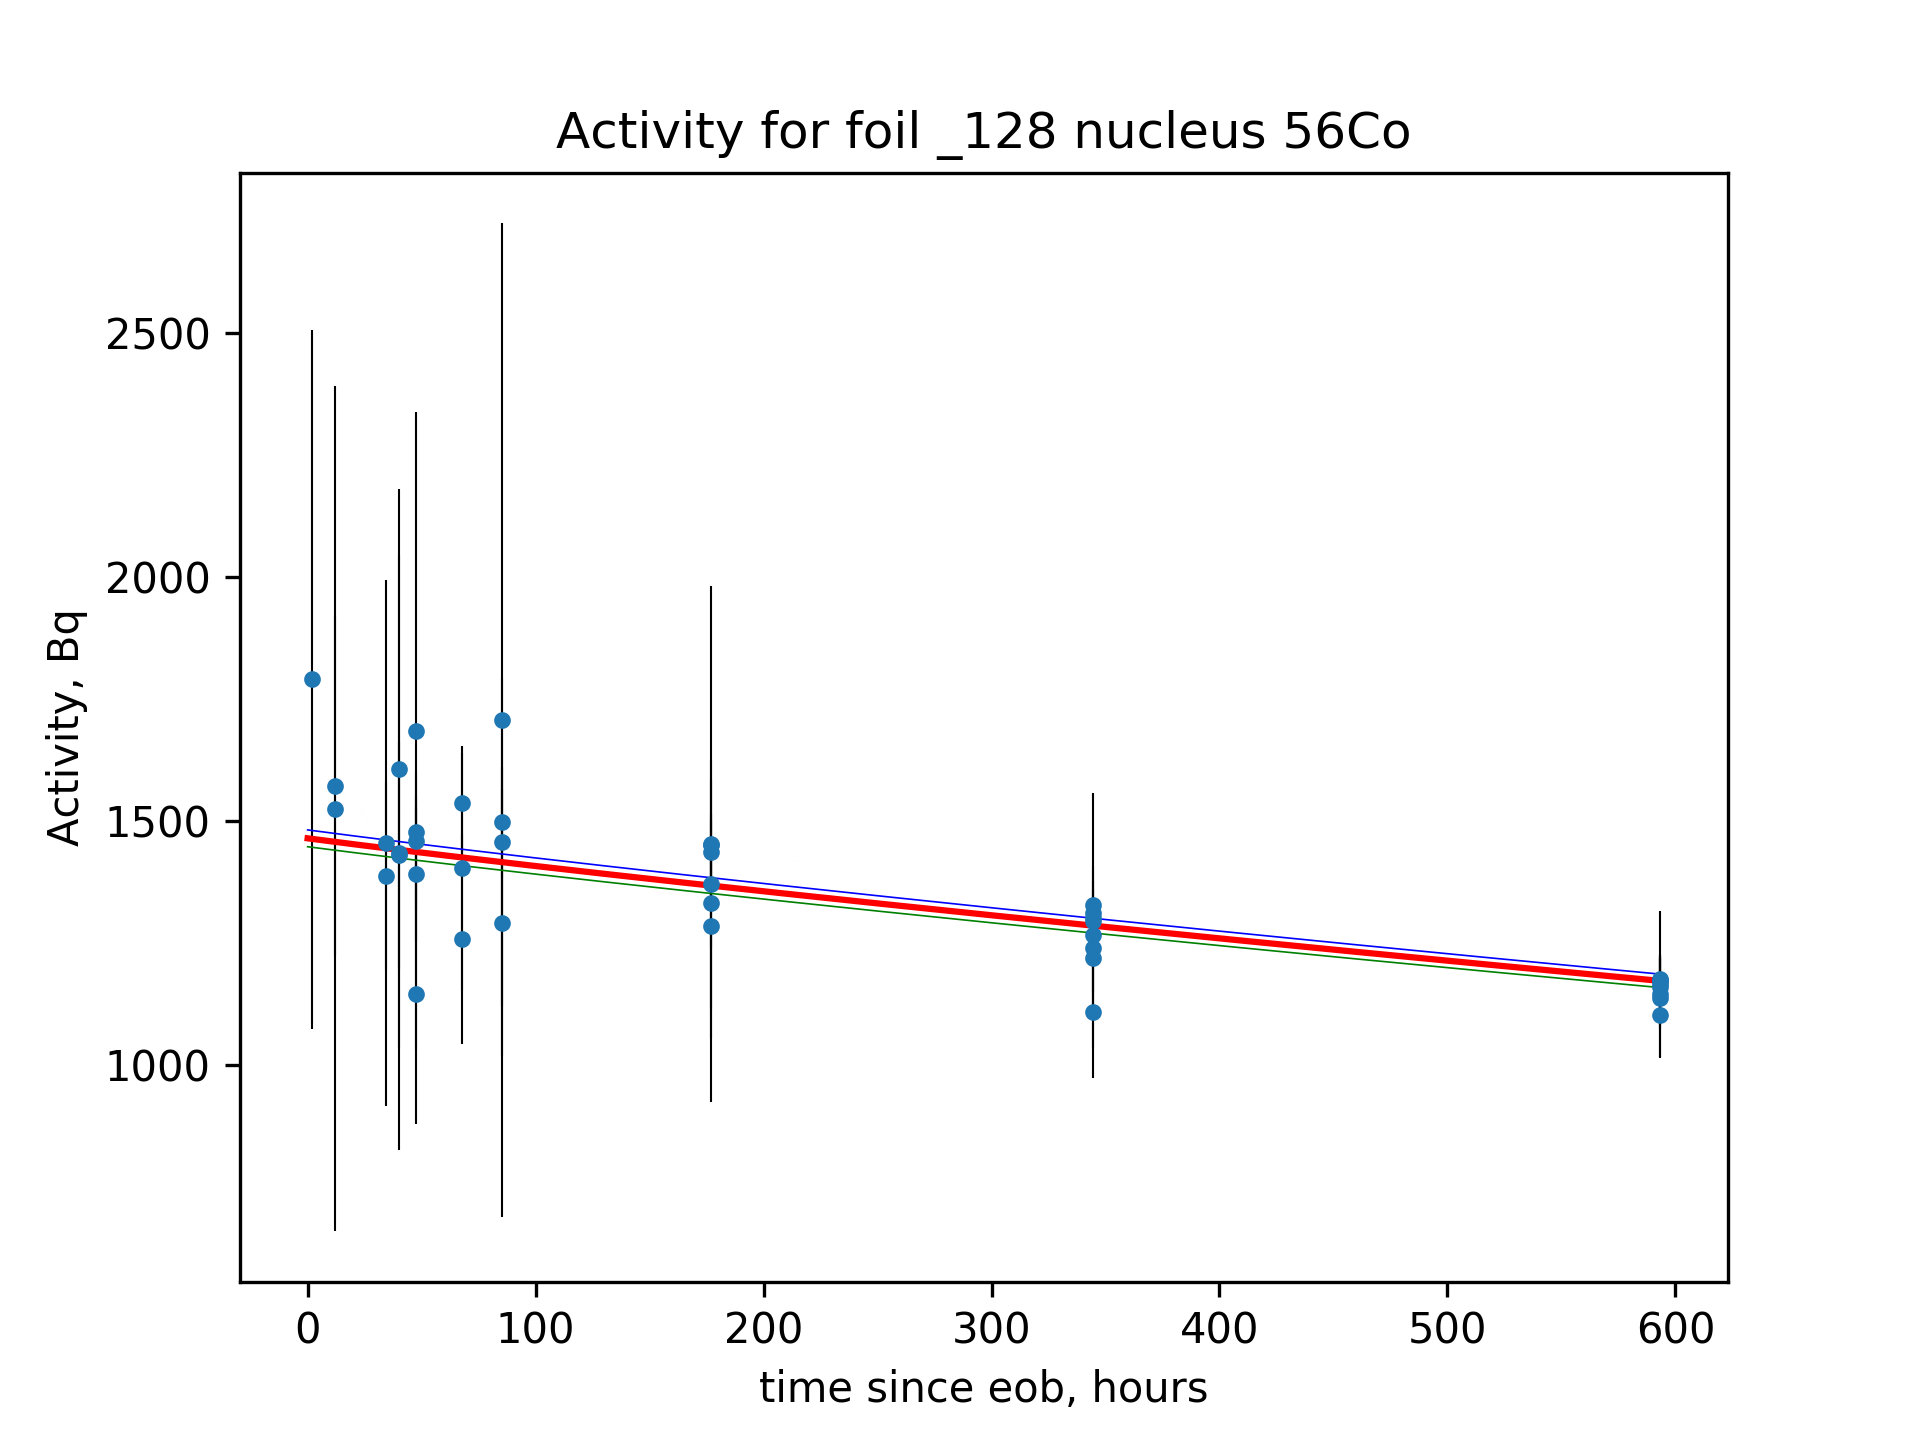 Activity for foil _128 nucleus 56Co
Activity, Bq
2500
2000
1500
1000
0 100 200 300 400 500 600
time since eob, hours